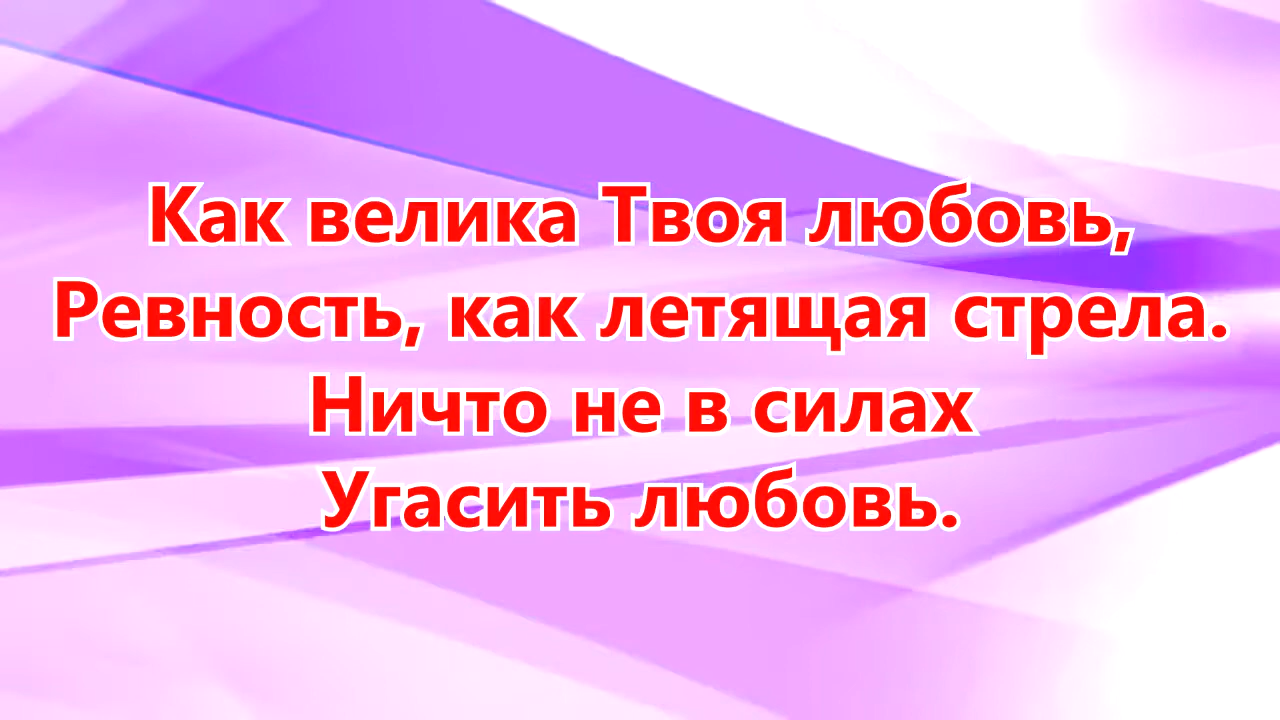 Как велика Твоя любовь,
Ревность, как летящая стрела.
Ничто не в силах
Угасить любовь.